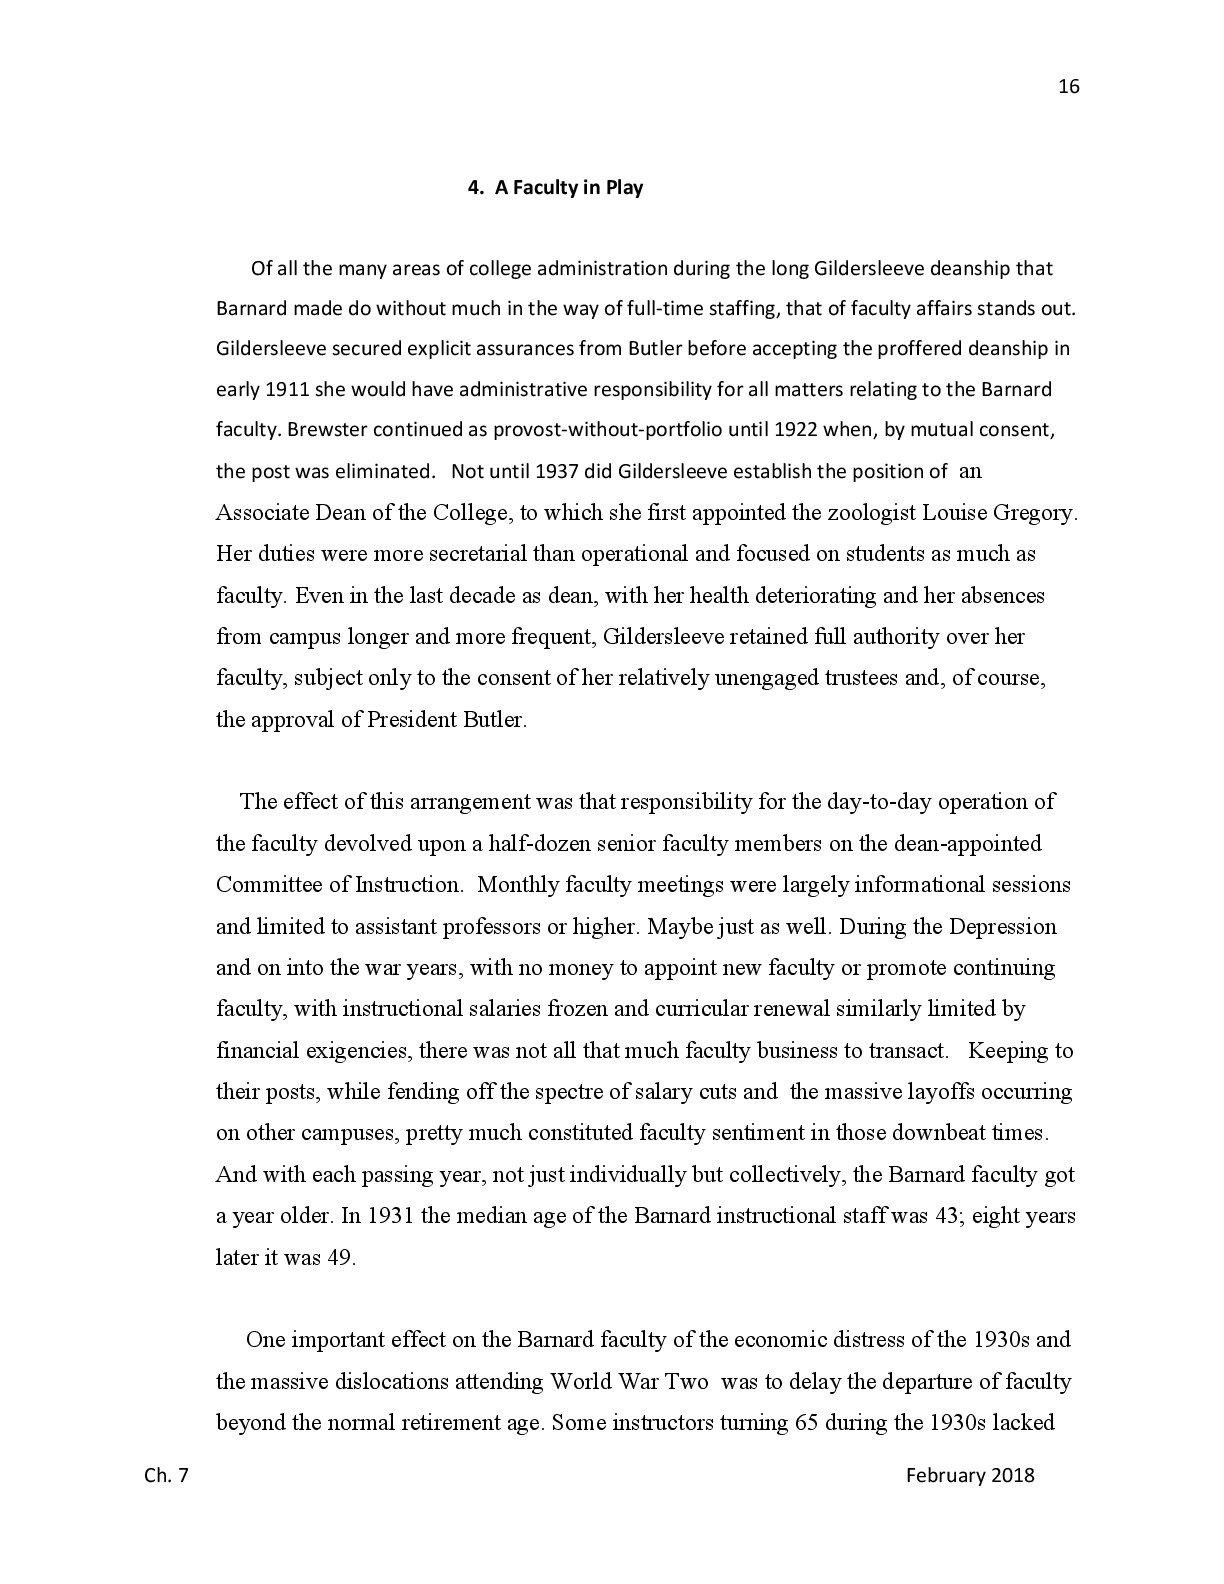 16
4. A Faculty in Play
Of all the many areas of college administration during the long Gildersleeve deanship that
Barnard made do without much in the way of full-time staffing, that of faculty affairs stands out.
Gildersleeve secured explicit assurances from Butler before accepting the proffered deanship in
early 1911 she would have administrative responsibility for all matters relating to the Barnard
faculty. Brewster continued as provost-without-portfolio until 1922 when, by mutual consent,
the post was eliminated. Not until 1937 did Gildersleeve establish the position of an
Associate Dean of the College, to which she first appointed the zoologist Louise Gregory.
Her duties were more secretarial than operational and focused on students as much as
faculty. Even in the last decade as dean, with her health deteriorating and her absences
from campus longer and more frequent, Gildersleeve retained full authority over her
faculty, subject only to the consent of her relatively unengaged trustees and, of course,
the approval of President Butler.
The effect of this arrangement was that responsibility for the day-to-day operation of
the faculty devolved upon a half-dozen senior faculty members on the dean-appointed
Committee of Instruction. Monthly faculty meetings were largely informational sessions
and limited to assistant professors or higher. Maybe just as well. During the Depression
and on into the war years, with no money to appoint new faculty or promote continuing
faculty, with instructional salaries frozen and curricular renewal similarly limited by
financial exigencies, there was not all that much faculty business to transact. Keeping to
their posts, while fending off the spectre of salary cuts and the massive layoffs occurring
on other campuses, pretty much constituted faculty sentiment in those downbeat times.
And with each passing year, not just individually but collectively, the Barnard faculty got
a year older. In 1931 the median age of the Barnard instructional staff was 43; eight years
later it was 49.
One important effect on the Barnard faculty of the economic distress of the 1930s and
the massive dislocations attending World War Two was to delay the departure of faculty
beyond the normal retirement age. Some instructors turning 65 during the 1930s lacked
Ch. 7 February 2018